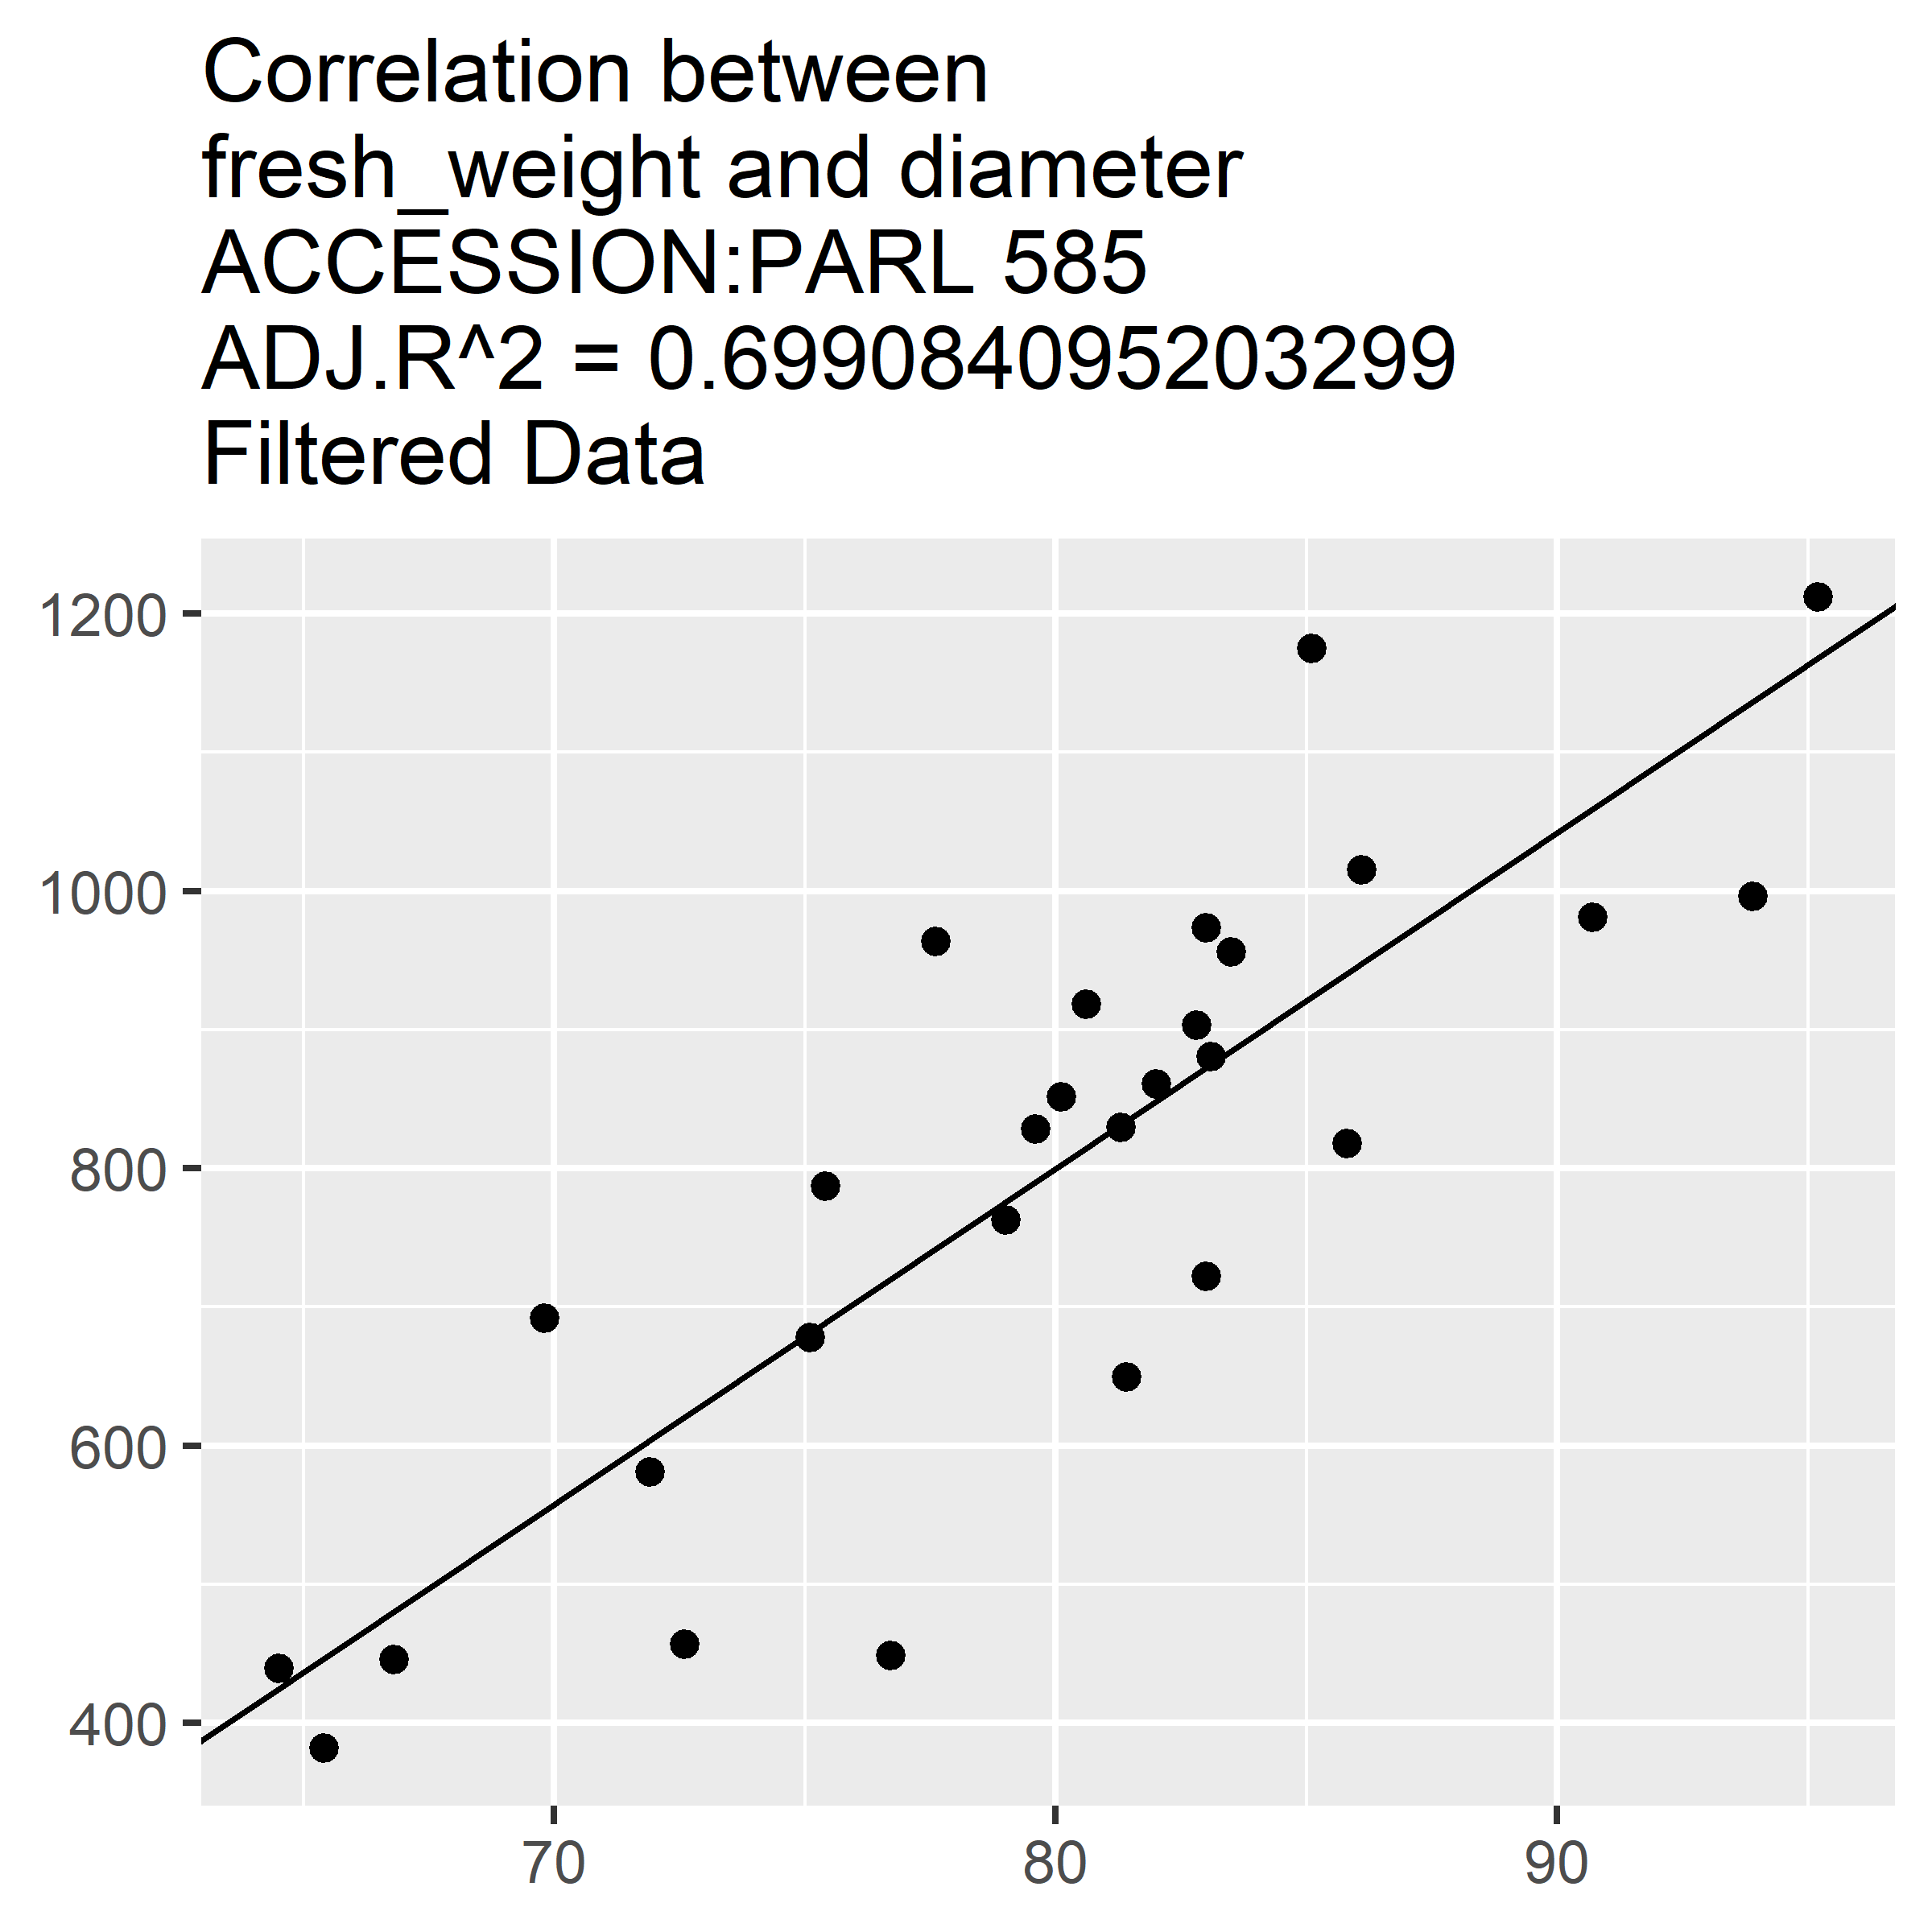 Correlation between
fresh_weight and diameter
ACCESSION:PARL 585
ADJ.R^2 = 0.699084095203299
Filtered Data
1200
1000
800
600
400
70 80 90